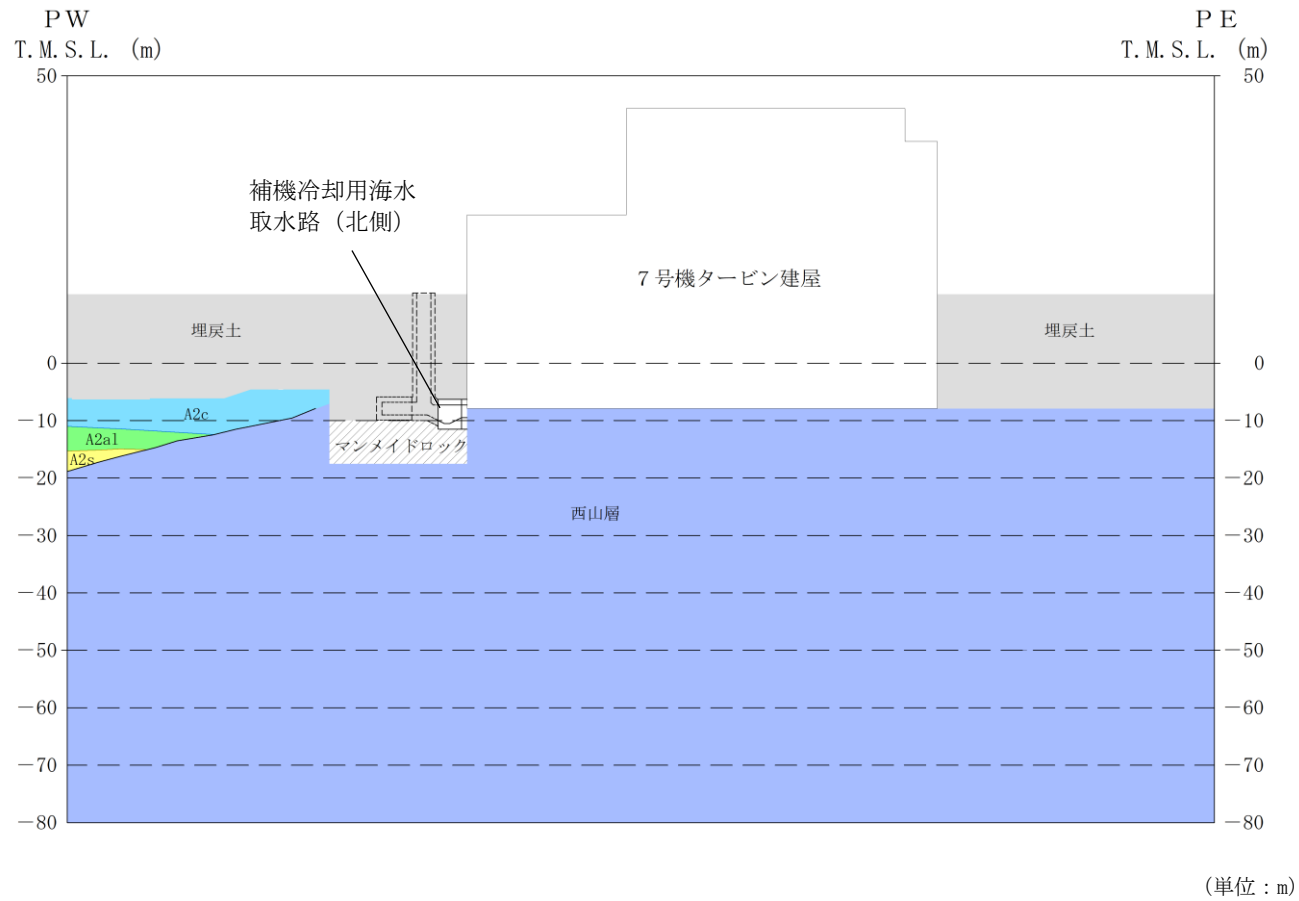 ＰＷ
T.M.S.L. (m)
ＰＥ
T.M.S.L. (m)
50
50
補機冷却用海水
取水路（北側）
７号機タービン建屋
埋戻土
埋戻土
0
0
A2c
－10
－10
A2al
マンメイドロック
A2s
－20
－20
西山層
－30
－30
－40
－40
－50
－50
－60
－60
－70
－70
－80
－80
（単位：m）